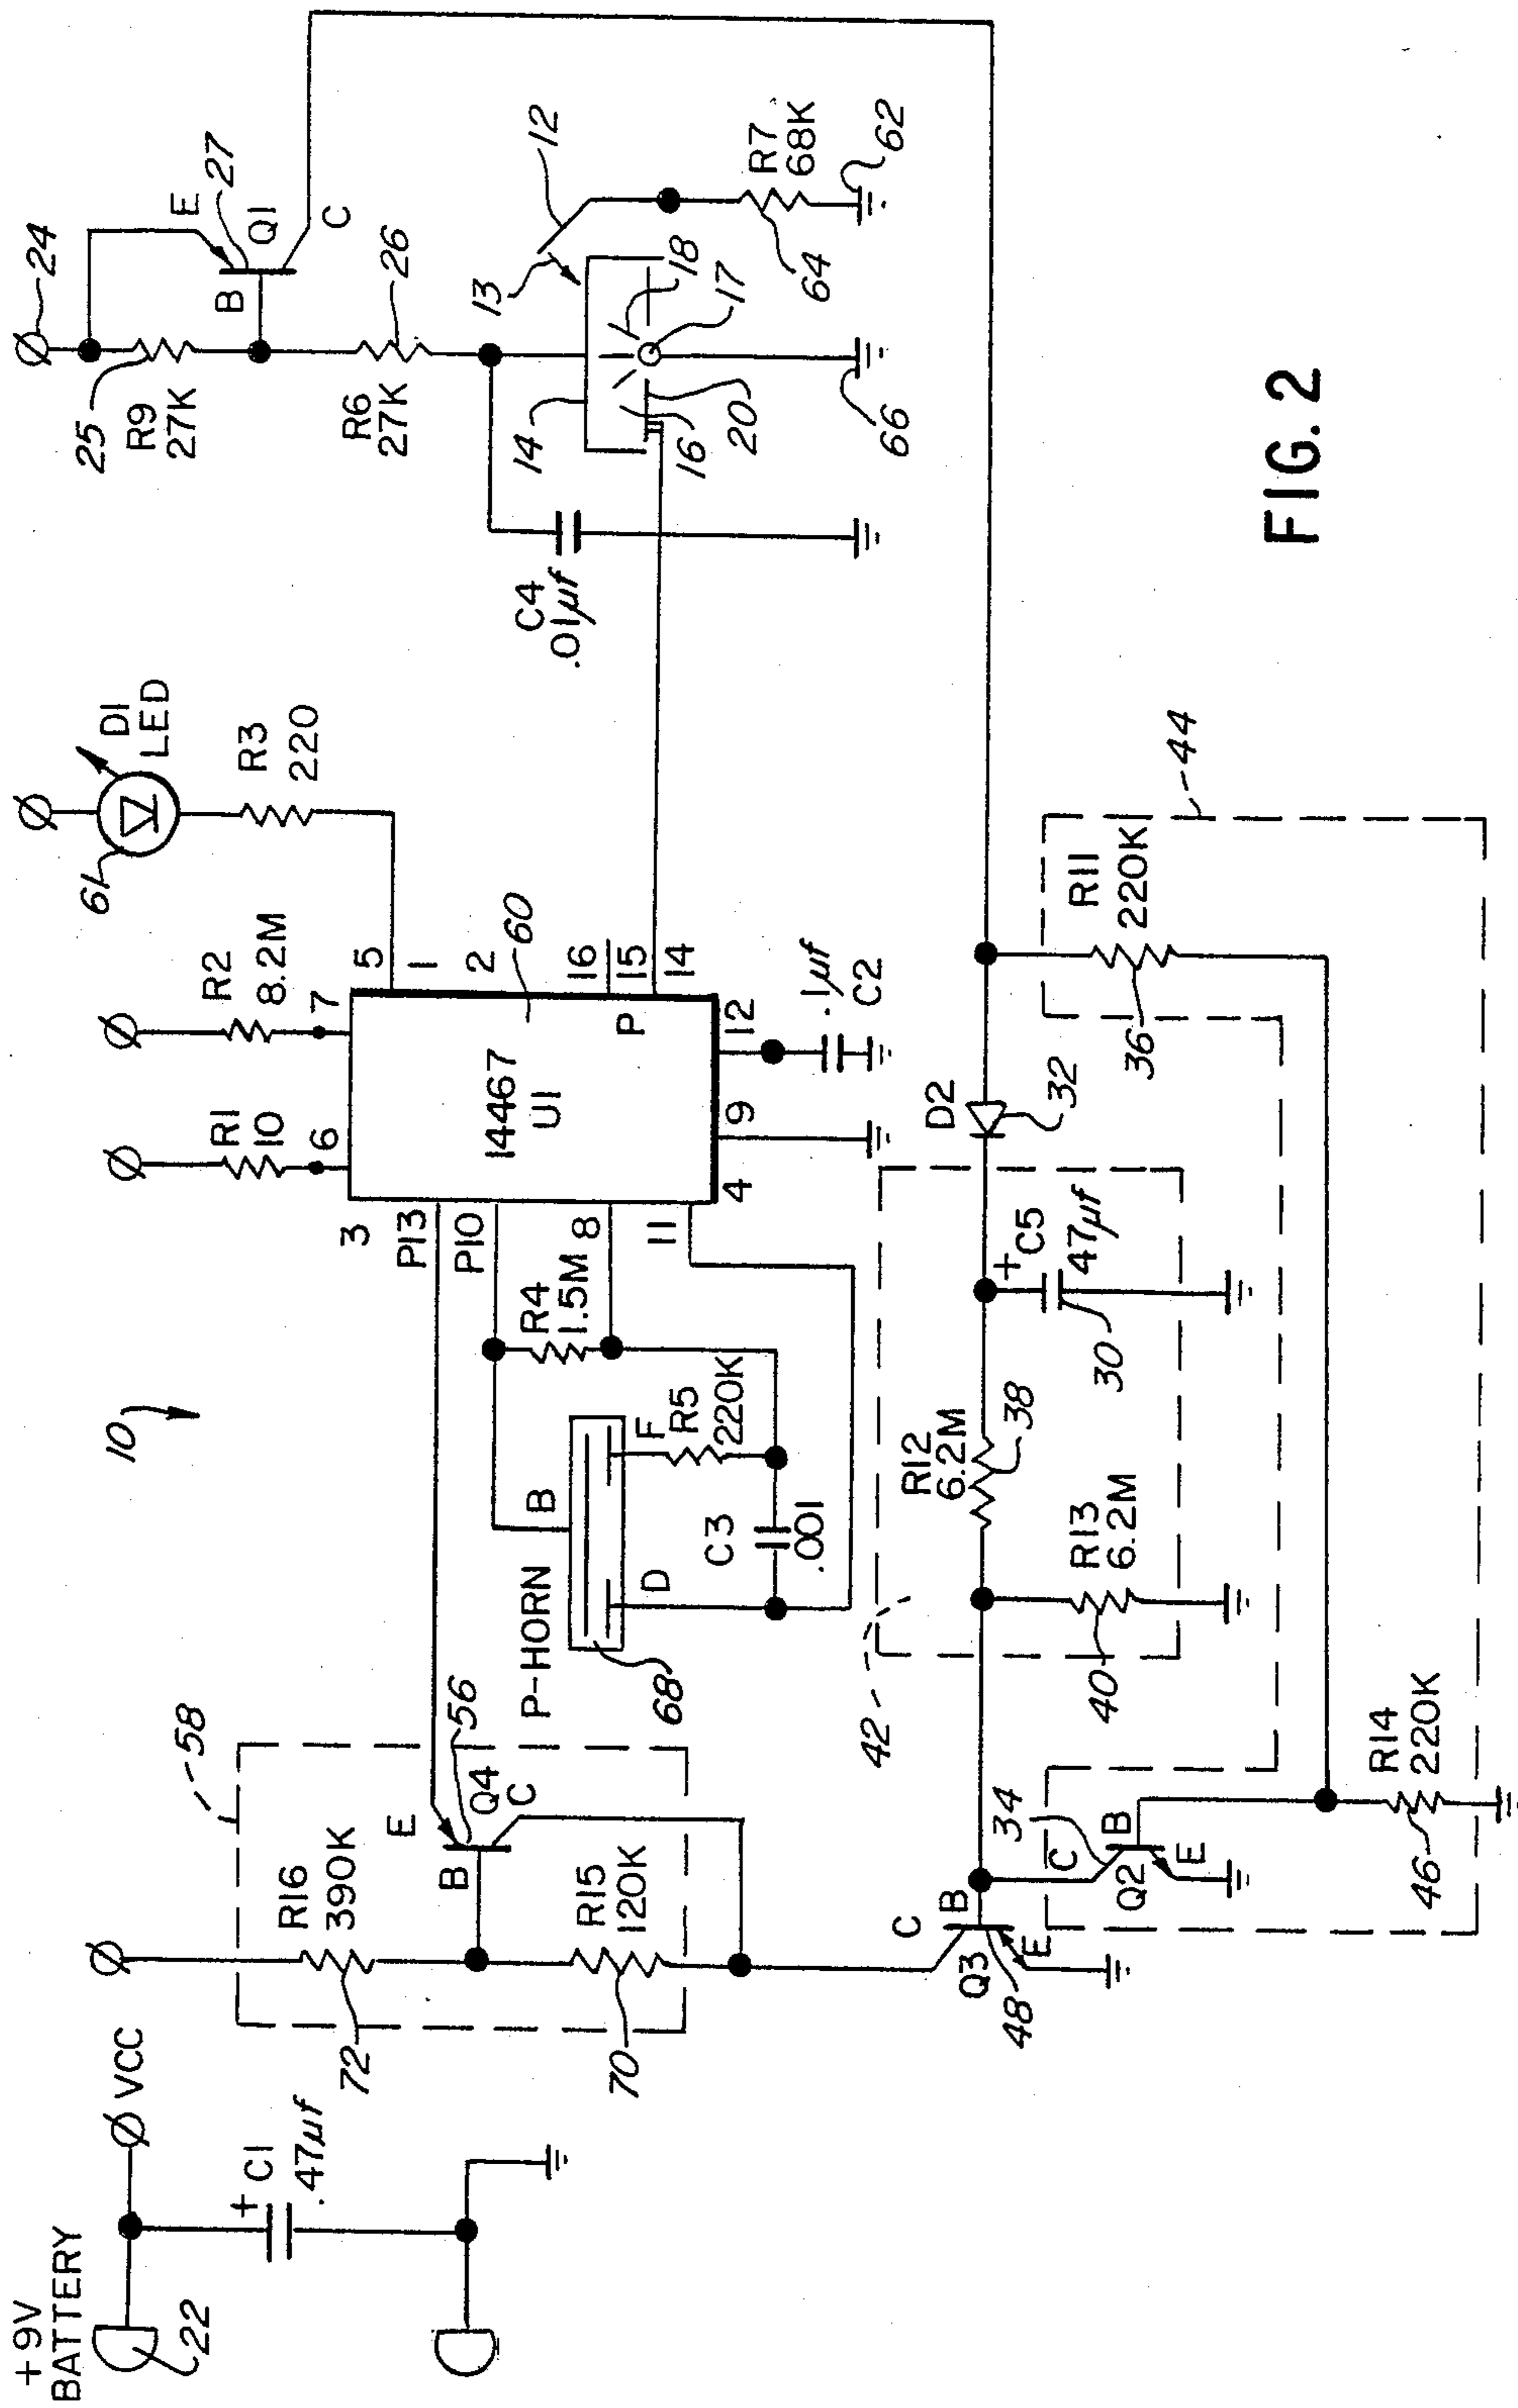 +9V
BATTERY
22
VCC
+
C1
.47µf
58
R16
390K
72
E
56
B
Q4
C
R15
120K
70
10
P-HORN
B
D
F
68
R4
1.5M
R5
220K
C3
.001
3
P13
P10
8
11
4
R1
10
6
R2
8.2M
7
14467
U1
60
5
1
2
16
15
14
P
12
9
.1µf
C2
61
D1
LED
R3
220
24
25
R9
27K
E
27
B
Q1
C
R6
27K
26
C4
.01µf
14
13
12
18
16
20
17
66
R7
68K
64
62
42
R12
6.2M
38
R13
6.2M
40
+
C5
47µf
30
D2
32
R11
220K
36
44
C
B
E
Q3
48
34
C
B
E
Q2
R14
220K
46
FIG. 2